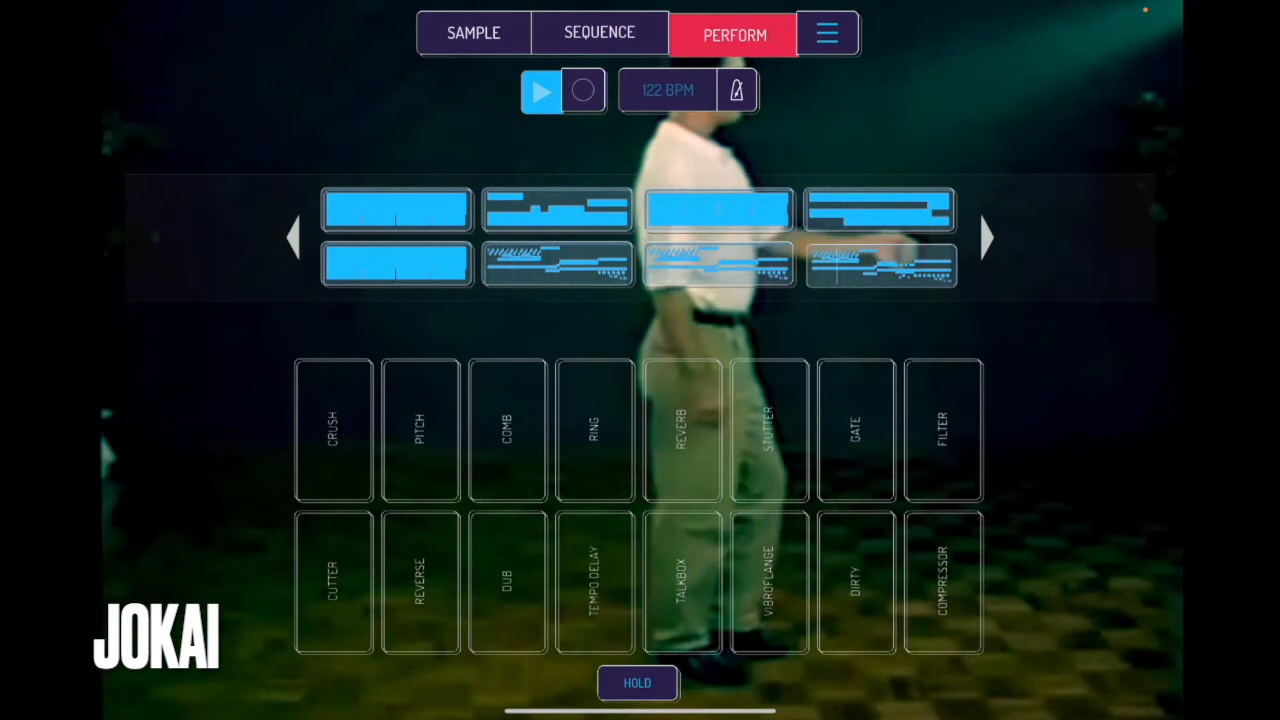 SAMPLE SEQUENCE PERFORM
122 BPM
CRUSH PITCH COMB RING REVERB STUTTER GATE FILTER
CUTTER REVERSE DUB TEMPO DELAY TALKBOX VIBROFLANGE DIRTY COMPRESSOR
JOKAI
HOLD